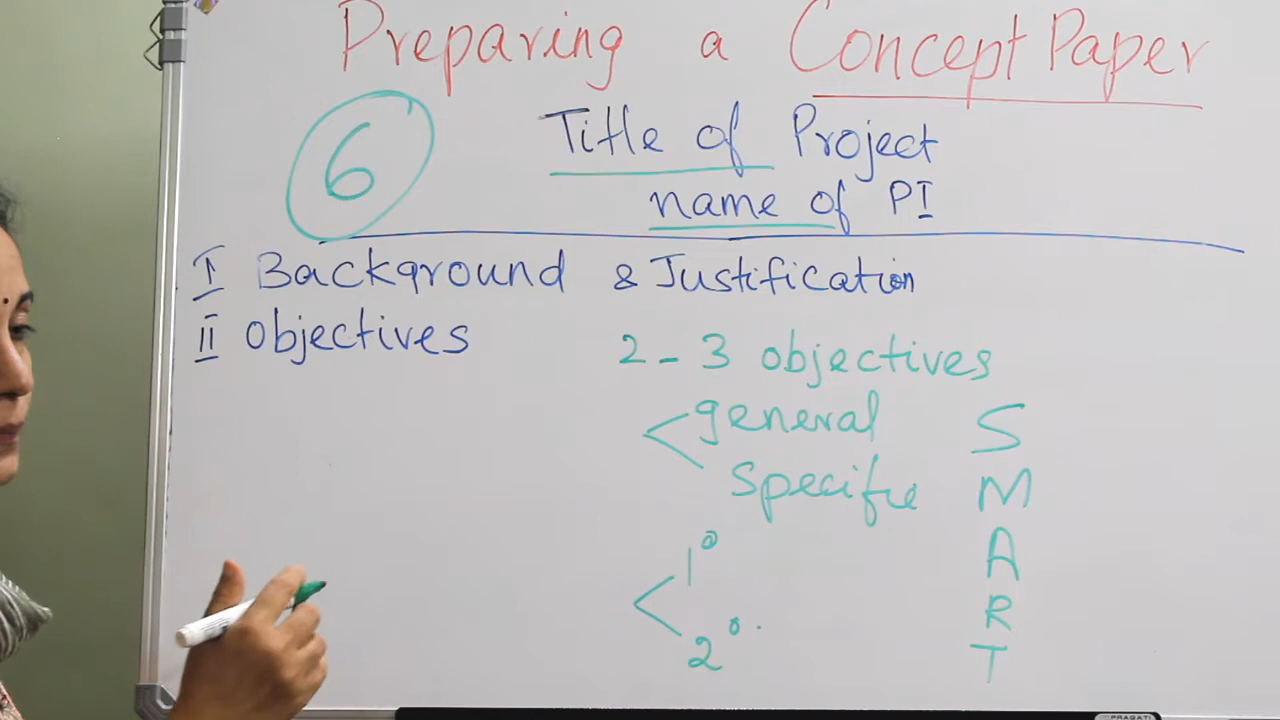 Preparing a Concept Paper
6
Title of Project
name of PI
I Background & Justification
II Objectives
2 - 3 objectives
general
Specific
1°
2°
S
M
A
R
T
PRAGATI